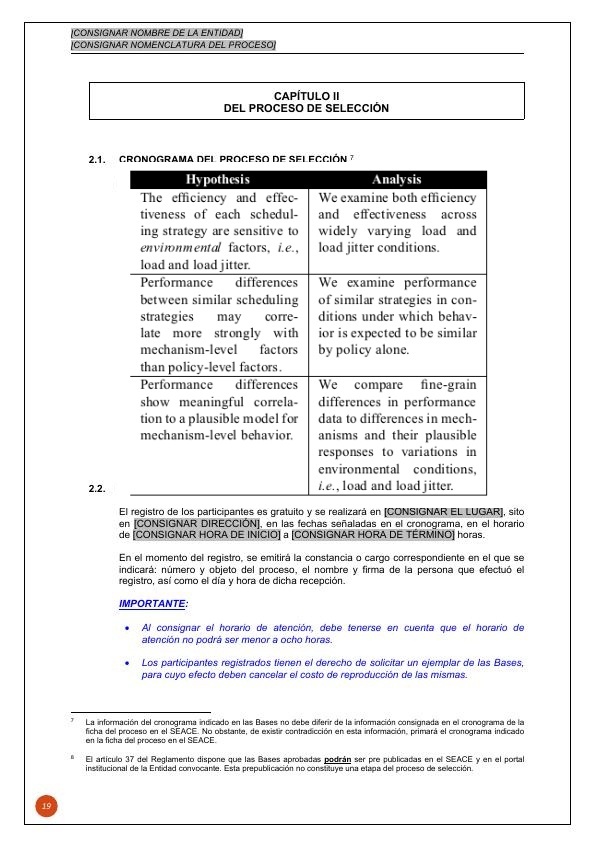 [CONSIGNAR NOMBRE DE LA ENTIDAD]
[CONSIGNAR NOMENCLATURA DEL PROCESO]
CAPÍTULO II
DEL PROCESO DE SELECCIÓN
2.1. CRONOGRAMA DEL PROCESO DE SELECCIÓN 7
Hypothesis Analysis
The efficiency and effec-
tiveness of each schedul-
ing strategy are sensitive to
environmental factors, i.e.,
load and load jitter.
We examine both efficiency
and effectiveness across
widely varying load and
load jitter conditions.
Performance differences
between similar scheduling
strategies may corre-
late more strongly with
mechanism-level factors
than policy-level factors.
We examine performance
of similar strategies in con-
ditions under which behav-
ior is expected to be similar
by policy alone.
Performance differences
show meaningful correla-
tion to a plausible model for
mechanism-level behavior.
We compare fine-grain
differences in performance
data to differences in mech-
anisms and their plausible
responses to variations in
environmental conditions,
i.e., load and load jitter.
2.2.
El registro de los participantes es gratuito y se realizará en [CONSIGNAR EL LUGAR], sito
en [CONSIGNAR DIRECCIÓN], en las fechas señaladas en el cronograma, en el horario
de [CONSIGNAR HORA DE INICIO] a [CONSIGNAR HORA DE TÉRMINO] horas.
En el momento del registro, se emitirá la constancia o cargo correspondiente en el que se
indicará: número y objeto del proceso, el nombre y firma de la persona que efectuó el
registro, así como el día y hora de dicha recepción.
IMPORTANTE:
• Al consignar el horario de atención, debe tenerse en cuenta que el horario de
atención no podrá ser menor a ocho horas.
• Los participantes registrados tienen el derecho de solicitar un ejemplar de las Bases,
para cuyo efecto deben cancelar el costo de reproducción de las mismas.
7 La información del cronograma indicado en las Bases no debe diferir de la información consignada en el cronograma de la
ficha del proceso en el SEACE. No obstante, de existir contradicción en esta información, primará el cronograma indicado
en la ficha del proceso en el SEACE.
8 El artículo 37 del Reglamento dispone que las Bases aprobadas podrán ser pre publicadas en el SEACE y en el portal
institucional de la Entidad convocante. Esta prepublicación no constituye una etapa del proceso de selección.
19